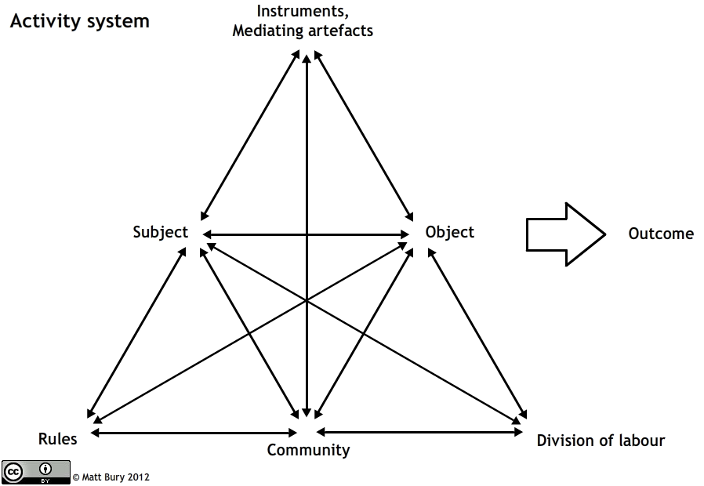 Activity system
Instruments,
Mediating artefacts
Subject
Object
Outcome
Rules
Community
Division of labour
cc
BY
© Matt Bury 2012